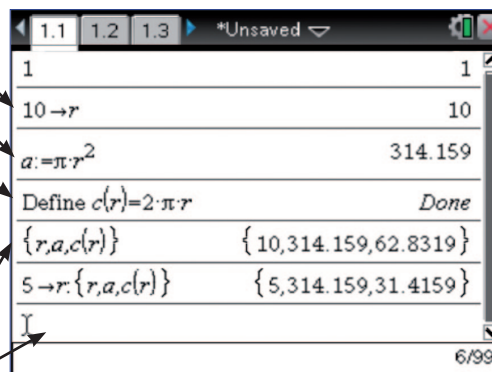 1.1 1.2 1.3 *Unsaved
1 1
10→r 10
a:=π·r² 314.159
Define c(r)=2·π·r Done
{r,a,c(r)} {10,314.159,62.8319}
5→r:{r,a,c(r)} {5,314.159,31.4159}
6/99